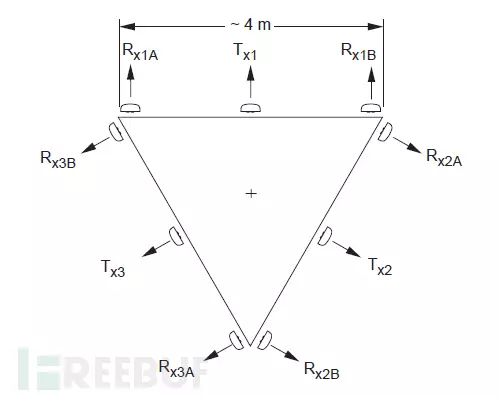 ~ 4 m
Rx1A Tx1 Rx1B
Rx3B Rx2A
Tx3 Tx2
Rx3A Rx2B
FREEBUF